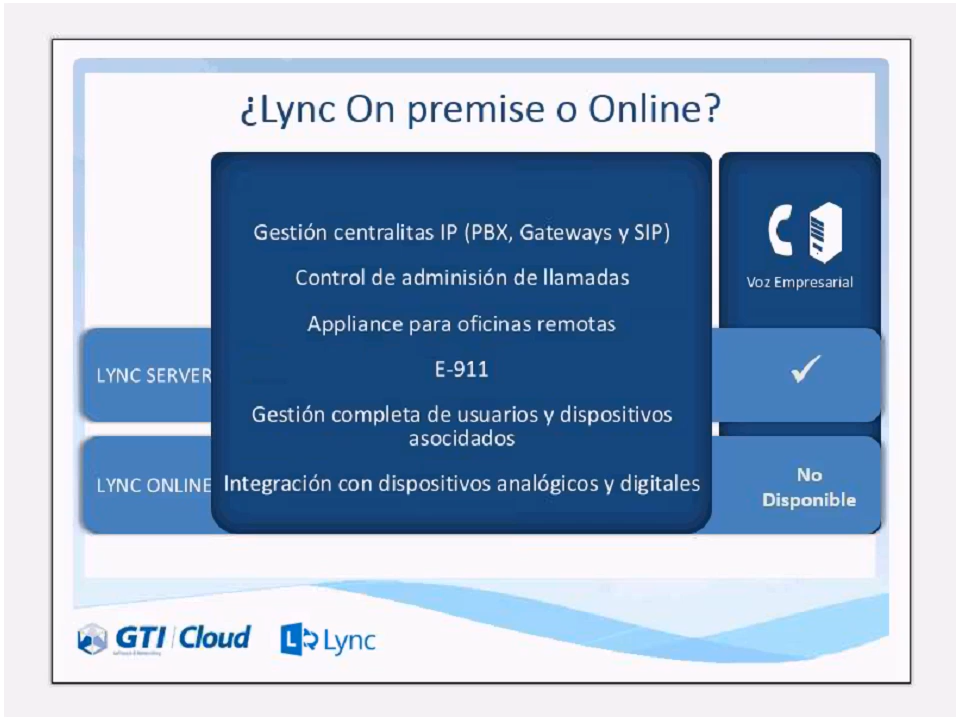 ¿Lync On premise o Online?
Gestión centralitas IP (PBX, Gateways y SIP)
Control de adminisión de llamadas
Appliance para oficinas remotas
E-911
Gestión completa de usuarios y dispositivos
asocidados
Integración con dispositivos analógicos y digitales
Voz Empresarial
LYNC SERVER
LYNC ONLINE
No
Disponible
GTI Cloud
Lync